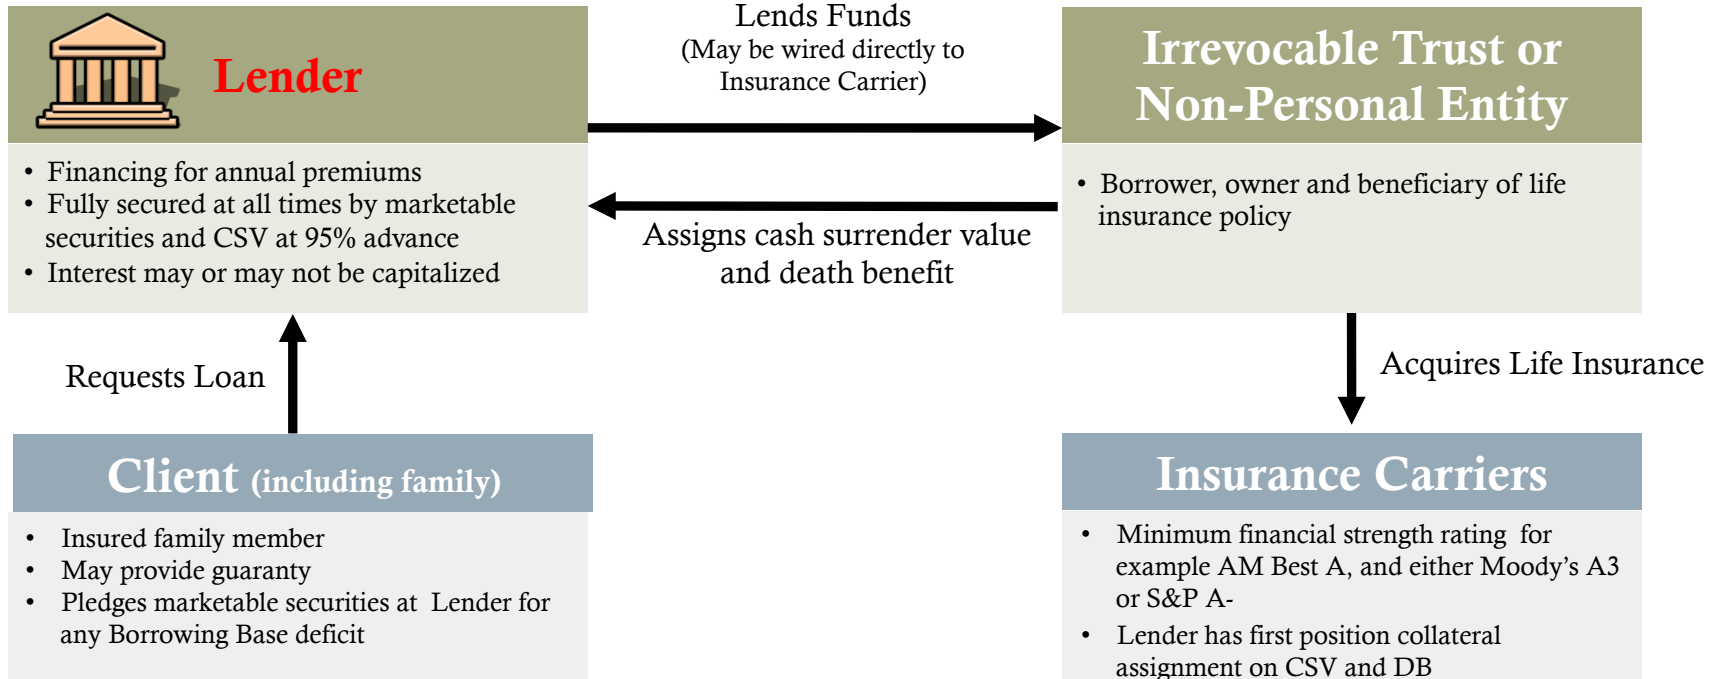 Lender
• Financing for annual premiums
• Fully secured at all times by marketable
securities and CSV at 95% advance
• Interest may or may not be capitalized
Lends Funds
(May be wired directly to
Insurance Carrier)
Assigns cash surrender value
and death benefit
Irrevocable Trust or
Non-Personal Entity
• Borrower, owner and beneficiary of life
insurance policy
Requests Loan
Acquires Life Insurance
Client (including family)
• Insured family member
• May provide guaranty
• Pledges marketable securities at Lender for
any Borrowing Base deficit
Insurance Carriers
• Minimum financial strength rating for
example AM Best A, and either Moody’s A3
or S&P A-
• Lender has first position collateral
assignment on CSV and DB